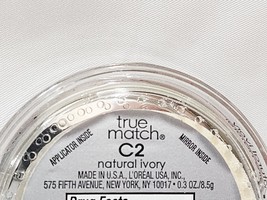 true
match®
APPLICATOR INSIDE
C2
MIRROR INSIDE
natural ivory
MADE IN U.S.A., L'ORÉAL USA, INC.,
575 FIFTH AVENUE, NEW YORK, NY 10017 • 0.3 OZ./8.5g
Drug Facts